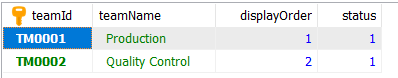 teamId teamName displayOrder status
TM0001 Production 1 1
TM0002 Quality Control 2 1